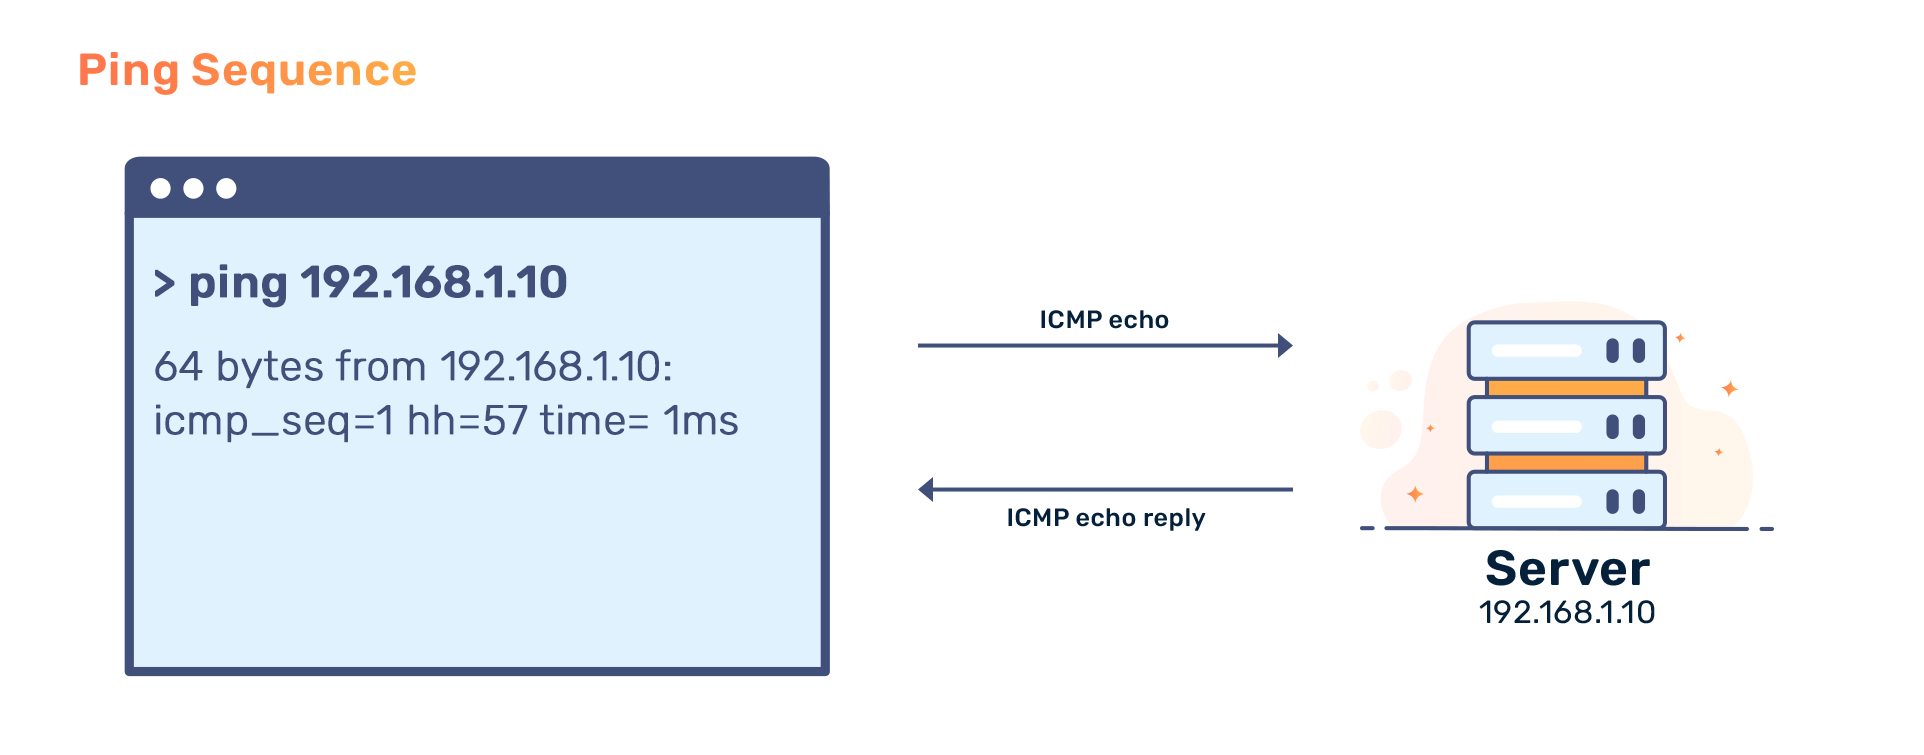 Ping Sequence
> ping 192.168.1.10
64 bytes from 192.168.1.10:
icmp_seq=1 hh=57 time= 1ms
ICMP echo
ICMP echo reply
Server
192.168.1.10